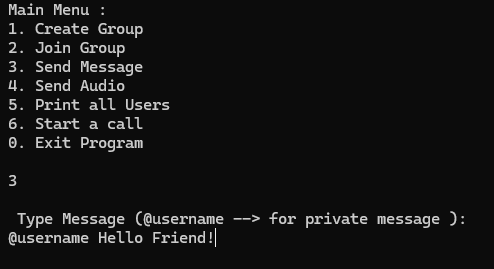 Main Menu :
1. Create Group
2. Join Group
3. Send Message
4. Send Audio
5. Print all Users
6. Start a call
0. Exit Program
3
Type Message (@username --> for private message ):
@username Hello Friend!